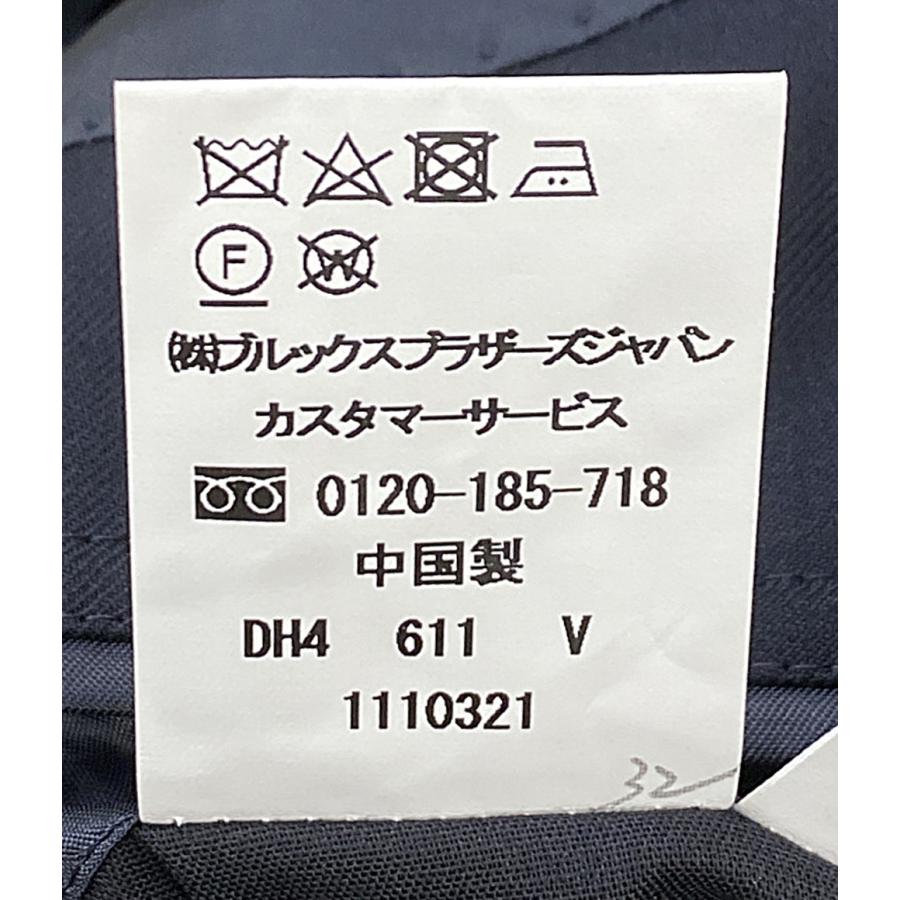 F W
㈱ブルックスブラザーズジャパン
カスタマーサービス
0120-185-718
中国製
DH4 611 V
1110321
32